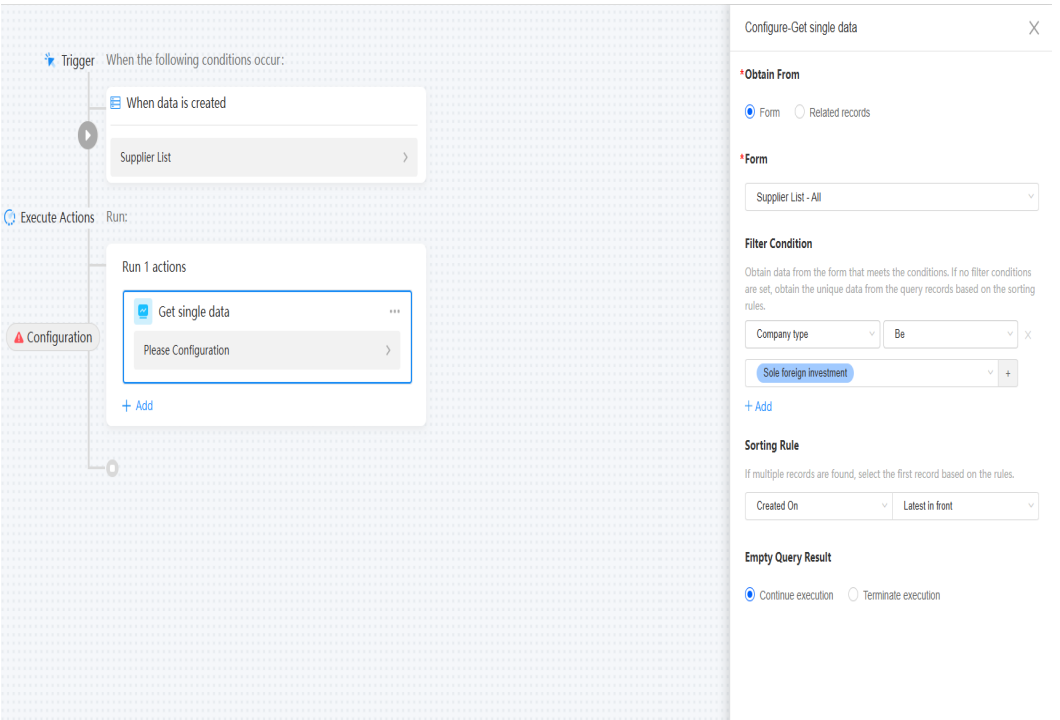 Trigger When the following conditions occur:
When data is created
Supplier List
Execute Actions Run:
Run 1 actions
Get single data
Please Configuration
Configuration
+ Add
Configure-Get single data X
*Obtain From
Form Related records
*Form
Supplier List - All
Filter Condition
Obtain data from the form that meets the conditions. If no filter conditions
are set, obtain the unique data from the query records based on the sorting
rules.
Company type Be X
Sole foreign investment +
+ Add
Sorting Rule
If multiple records are found, select the first record based on the rules.
Created On Latest in front
Empty Query Result
Continue execution Terminate execution